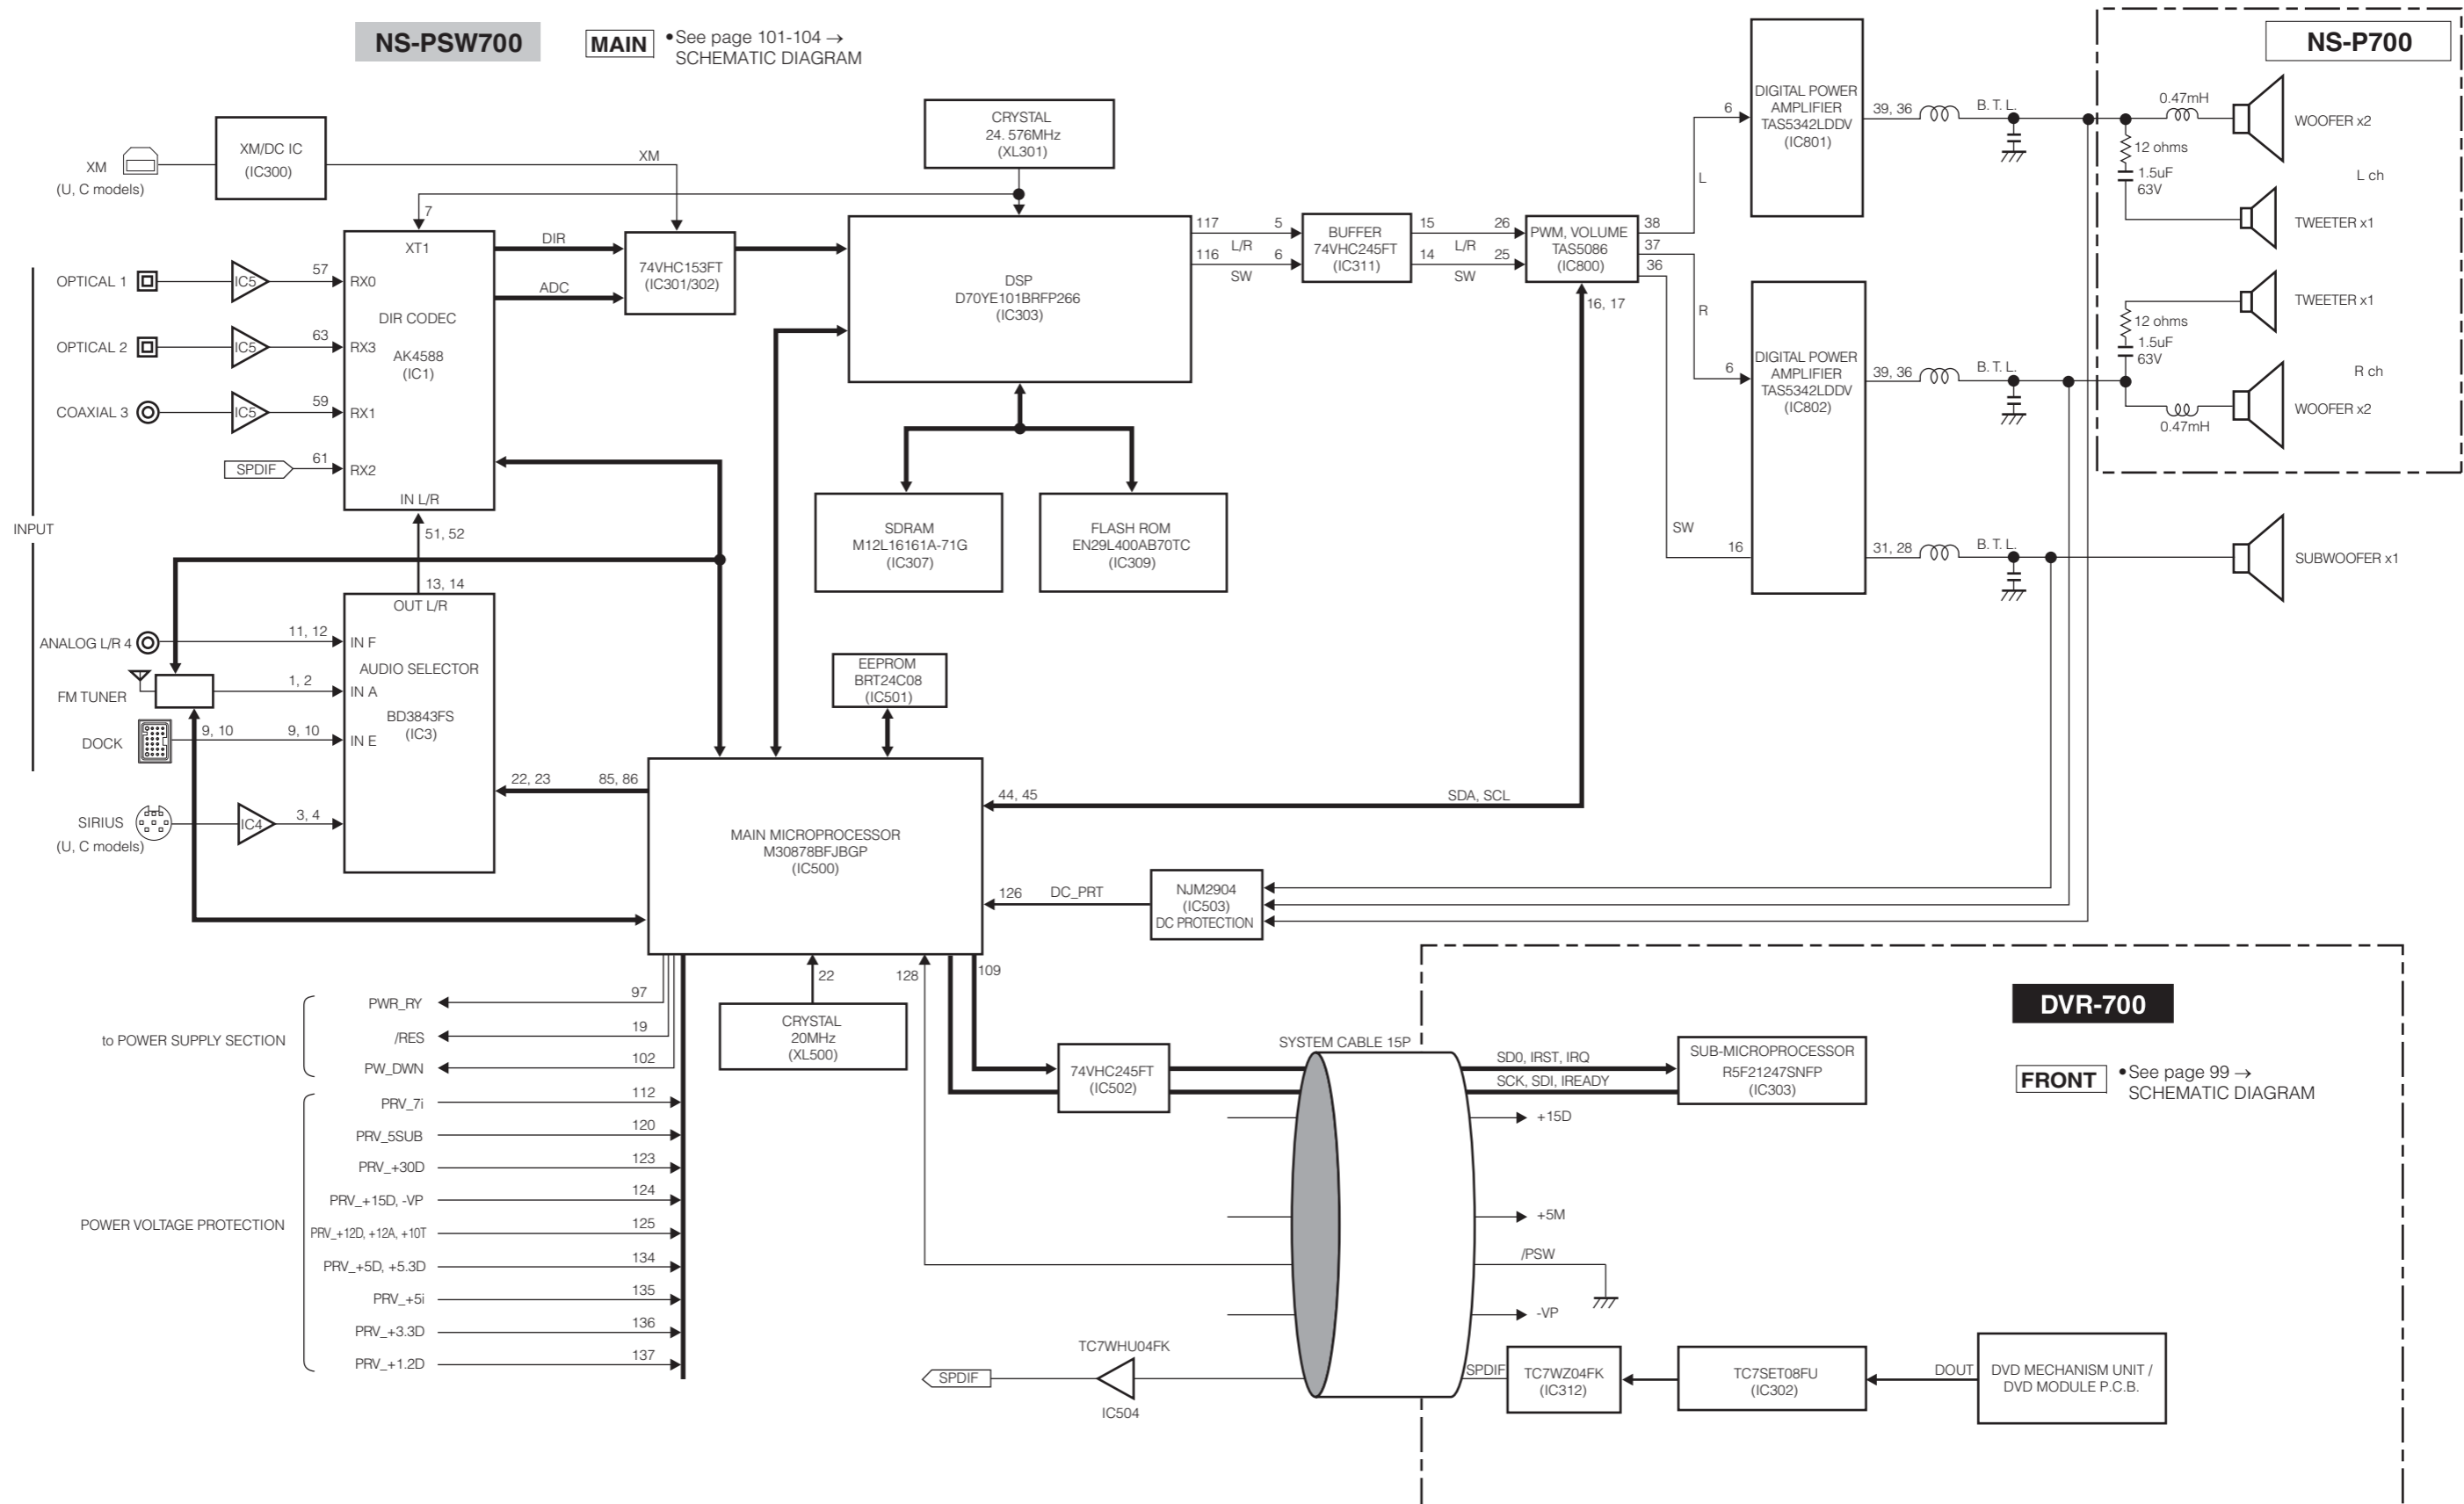 NS-PSW700
MAIN
•See page 101-104 →
SCHEMATIC DIAGRAM
NS-P700
XM
(U, C models)
XM/DC IC
(IC300)
XM
CRYSTAL
24. 576MHz
(XL301)
7
XT1
DIR
ADC
74VHC153FT
(IC301/302)
INPUT
OPTICAL 1
IC5
57
RX0
OPTICAL 2
IC5
63
RX3
COAXIAL 3
IC5
59
RX1
SPDIF
61
RX2
DIR CODEC
AK4588
(IC1)
IN L/R
51, 52
13, 14
OUT L/R
ANALOG L/R 4
11, 12
IN F
FM TUNER
1, 2
IN A
DOCK
9, 10
9, 10
IN E
SIRIUS
(U, C models)
IC4
3, 4
AUDIO SELECTOR
BD3843FS
(IC3)
22, 23
85, 86
DSP
D70YE101BRFP266
(IC303)
117
L/R
5
116
SW
6
BUFFER
74VHC245FT
(IC311)
15
L/R
26
14
SW
25
PWM, VOLUME
TAS5086
(IC800)
38
37
36
16, 17
L
R
SW
6
DIGITAL POWER
AMPLIFIER
TAS5342LDDV
(IC801)
39, 36
B. T. L.
6
DIGITAL POWER
AMPLIFIER
TAS5342LDDV
(IC802)
39, 36
B. T. L.
16
31, 28
B. T. L.
0.47mH
WOOFER x2
12 ohms
1.5uF
63V
L ch
TWEETER x1
TWEETER x1
12 ohms
1.5uF
63V
R ch
WOOFER x2
0.47mH
SUBWOOFER x1
SDRAM
M12L16161A-71G
(IC307)
FLASH ROM
EN29L400AB70TC
(IC309)
EEPROM
BRT24C08
(IC501)
MAIN MICROPROCESSOR
M30878BFJBGP
(IC500)
44, 45
SDA, SCL
126
DC_PRT
NJM2904
(IC503)
DC PROTECTION
22
128
109
CRYSTAL
20MHz
(XL500)
to POWER SUPPLY SECTION
PWR_RY
97
/RES
19
PW_DWN
102
POWER VOLTAGE PROTECTION
PRV_7i
112
PRV_5SUB
120
PRV_+30D
123
PRV_+15D, -VP
124
PRV_+12D, +12A, +10T
125
PRV_+5D, +5.3D
134
PRV_+5i
135
PRV_+3.3D
136
PRV_+1.2D
137
74VHC245FT
(IC502)
SYSTEM CABLE 15P
SD0, IRST, IRQ
SCK, SDI, IREADY
SUB-MICROPROCESSOR
R5F21247SNFP
(IC303)
DVR-700
FRONT
•See page 99 →
SCHEMATIC DIAGRAM
+15D
+5M
/PSW
-VP
SPDIF
TC7WHU04FK
IC504
SPDIF
TC7WZ04FK
(IC312)
TC7SET08FU
(IC302)
DOUT
DVD MECHANISM UNIT /
DVD MODULE P.C.B.